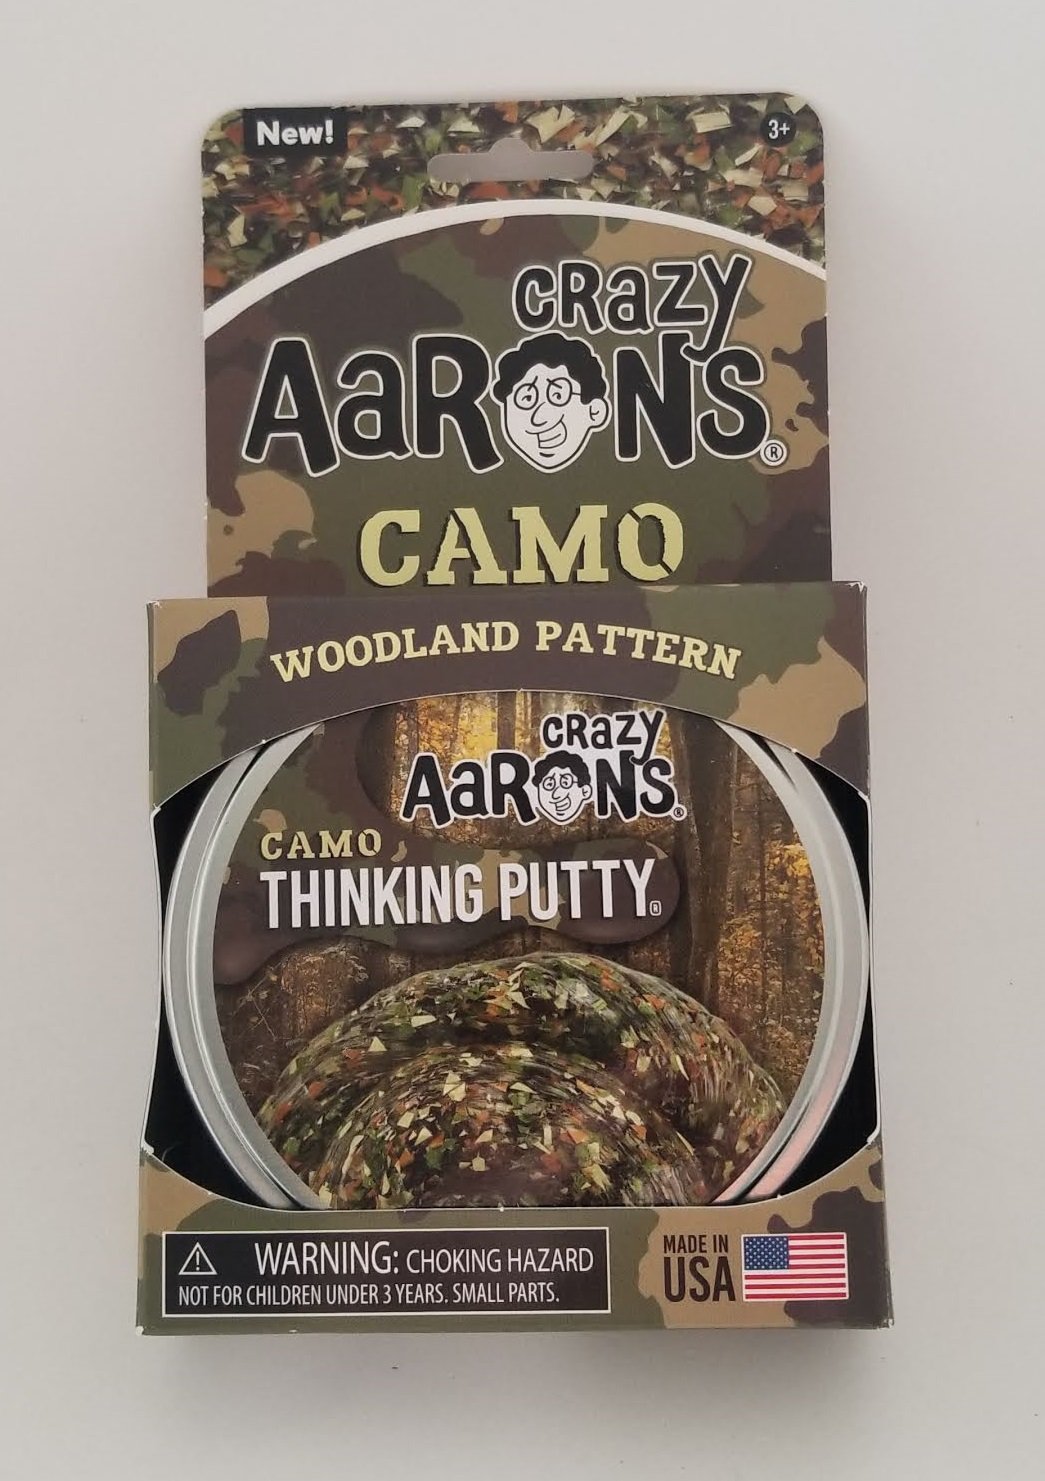 New!
3+
CRazy
AaRONS®
CAMO
WOODLAND PATTERN
CRazy
AaRONS®
CAMO
THINKING PUTTY®
WARNING: CHOKING HAZARD
NOT FOR CHILDREN UNDER 3 YEARS. SMALL PARTS.
MADE IN
USA